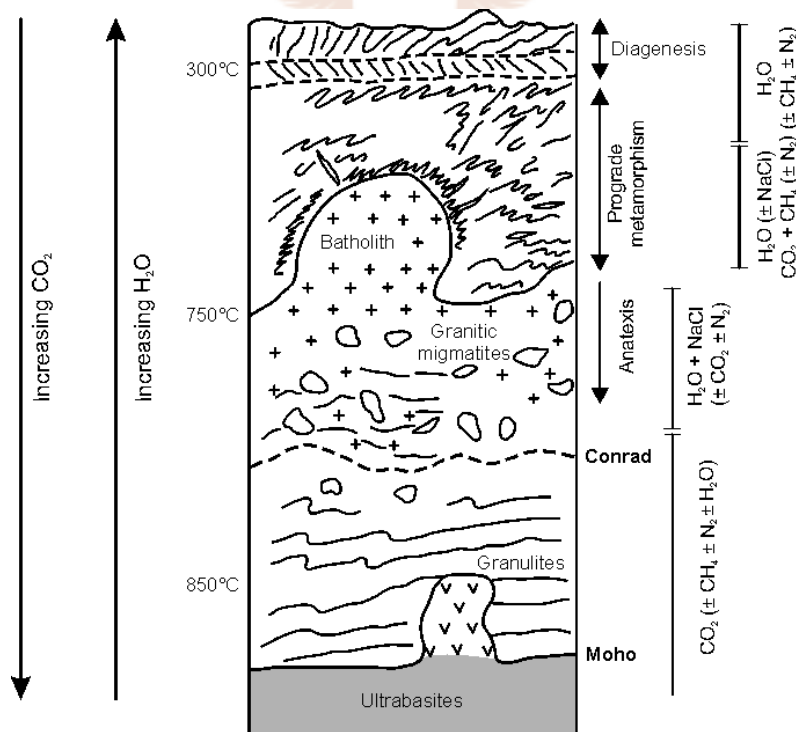 Increasing CO₂
Increasing H₂O
300°C
750°C
850°C
Batholith
Granitic
migmatites
Granulites
Ultrabasites
Diagenesis
Prograde
metamorphism
Anatexis
Conrad
Moho
H₂O
(± CH₄ ± N₂)
H₂O (± NaCl)
CO₂ + CH₄ (± N₂)
H₂O + NaCl
(± CO₂ ± N₂)
CO₂ (± CH₄ ± N₂ ± H₂O)